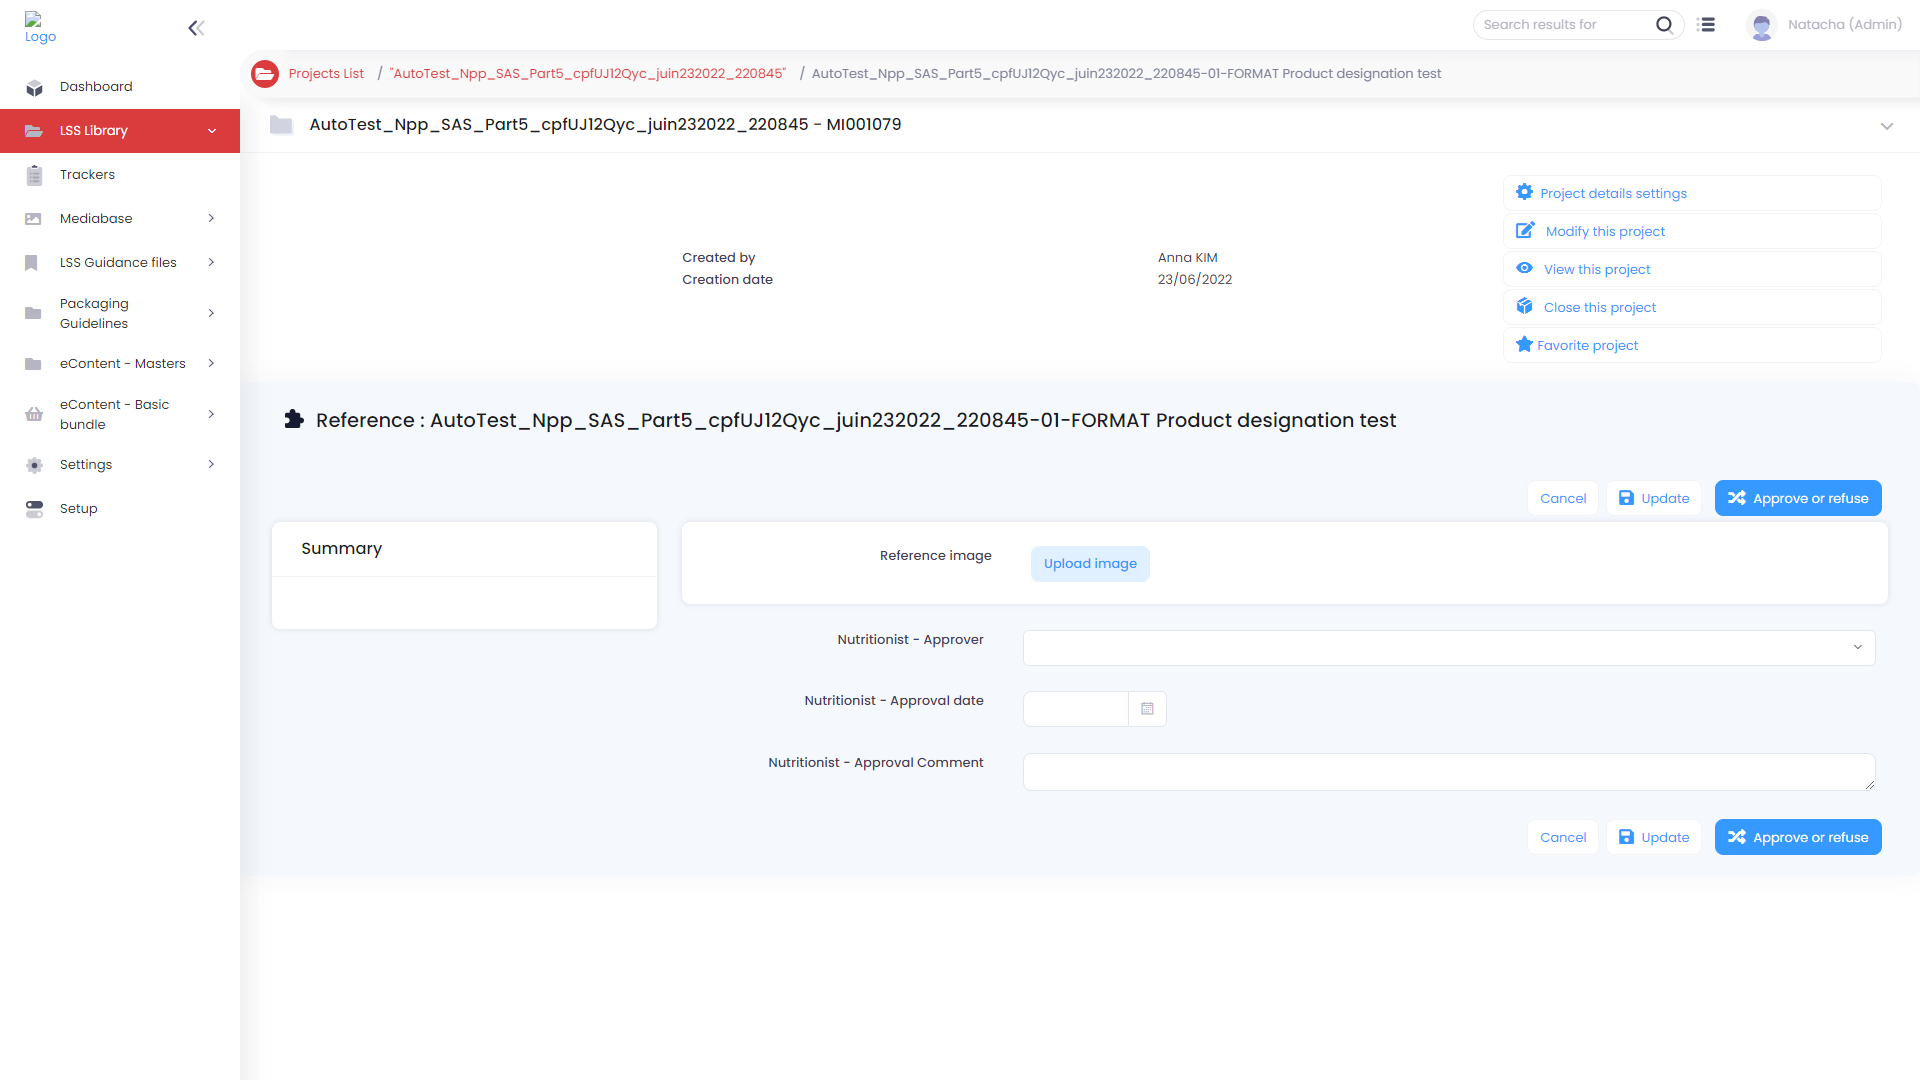 Logo
Search results for
Natacha (Admin)
Projects List / "AutoTest_Npp_SAS_Part5_cpfUJ12Qyc_juin232022_220845" / AutoTest_Npp_SAS_Part5_cpfUJ12Qyc_juin232022_220845-01-FORMAT Product designation test
Dashboard
LSS Library
Trackers
Mediabase
LSS Guidance files
Packaging
Guidelines
eContent - Masters
eContent - Basic
bundle
Settings
Setup
AutoTest_Npp_SAS_Part5_cpfUJ12Qyc_juin232022_220845 - MI001079
Created by Anna KIM
Creation date 23/06/2022
Project details settings
Modify this project
View this project
Close this project
Favorite project
Reference : AutoTest_Npp_SAS_Part5_cpfUJ12Qyc_juin232022_220845-01-FORMAT Product designation test
Cancel Update Approve or refuse
Summary
Reference image Upload image
Nutritionist - Approver
Nutritionist - Approval date
Nutritionist - Approval Comment
Cancel Update Approve or refuse